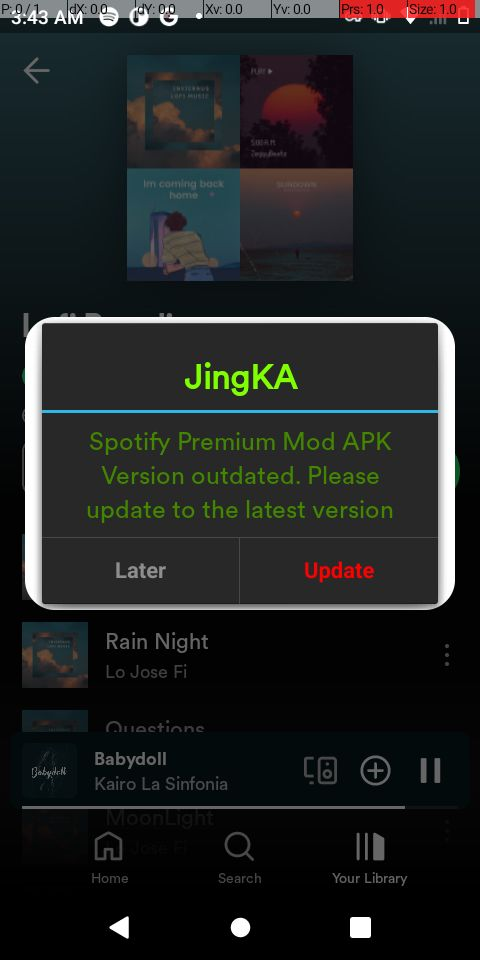 P: 0 / 1 dX: 0.0 dY: 0.0 Xv: 0.0 Yv: 0.0 Prs: 1.0 Size: 1.0
3:43 AM
INSICRNUS
LOFI MUSIC
PLAY ▶
Im coming back
home
SUNDOWN
JingKA
Spotify Premium Mod APK
Version outdated. Please
update to the latest version
Later Update
Rain Night
Lo Jose Fi
Questions
Babydoll
Babydoll
Kairo La Sinfonia
MoonLight
Jose Fi
Home Search Your Library